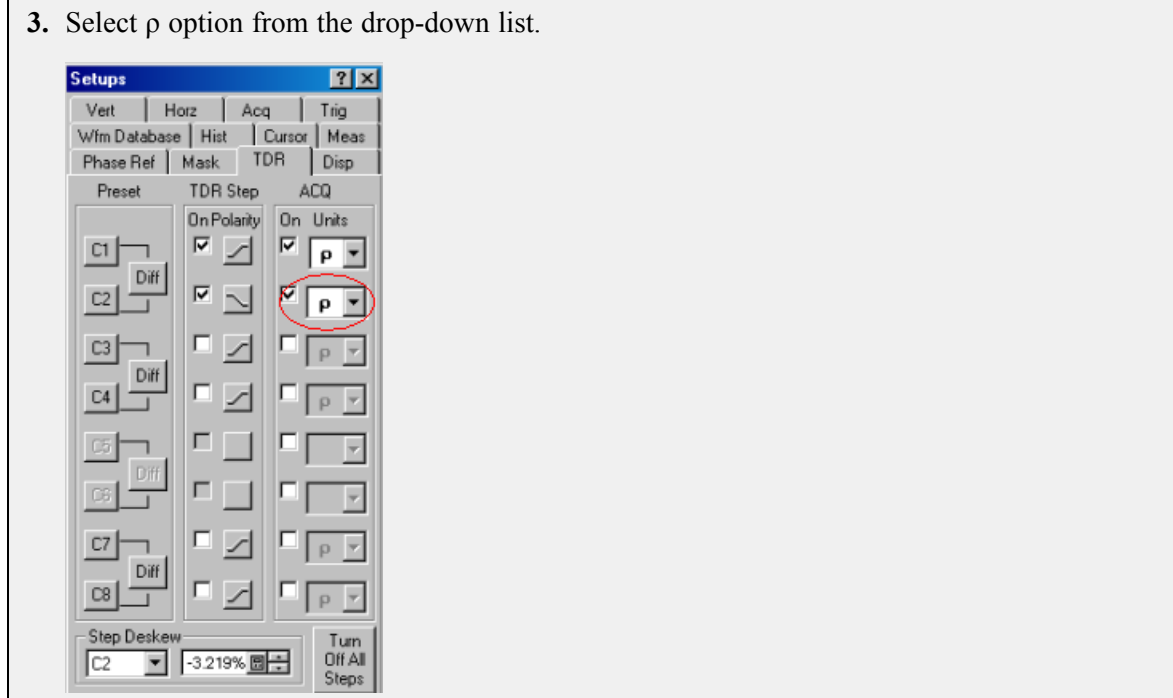 3. Select ρ option from the drop-down list.
Setups
Vert Horz Acq Trig
Wfm Database Hist Cursor Meas
Phase Ref Mask TDR Disp
Preset TDR Step ACQ
On Polarity On Units
C1 ρ
Diff
C2 ρ
C3 ρ
Diff
C4 ρ
C5
Diff
C6
C7 ρ
Diff
C8 ρ
Step Deskew
C2 -3.219%
Turn
Off All
Steps